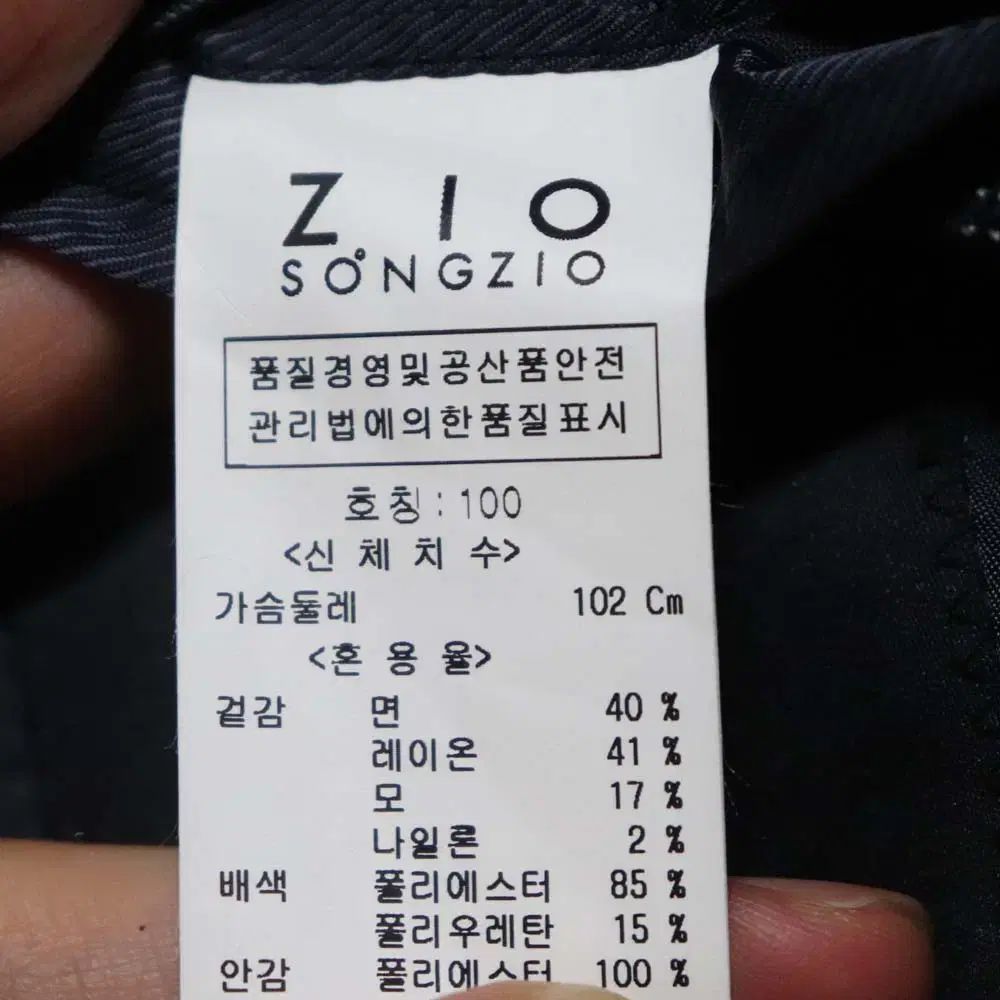 ZIO
SONGZIO
품질경영및공산품안전
관리법에의한품질표시
호칭:100
<신 체 치 수>
가슴둘레 102 Cm
<혼 용 율>
겉감 면 40 %
레이온 41 %
모 17 %
나일론 2 %
배색 폴리에스터 85 %
폴리우레탄 15 %
안감 폴리에스터 100 %